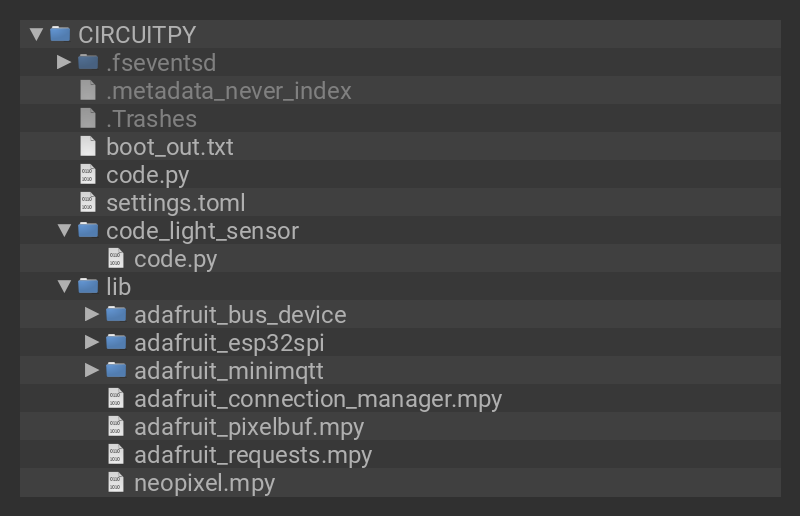 CIRCUITPY
.fseventsd
.metadata_never_index
.Trashes
boot_out.txt
code.py
settings.toml
code_light_sensor
code.py
lib
adafruit_bus_device
adafruit_esp32spi
adafruit_minimqtt
adafruit_connection_manager.mpy
adafruit_pixelbuf.mpy
adafruit_requests.mpy
neopixel.mpy